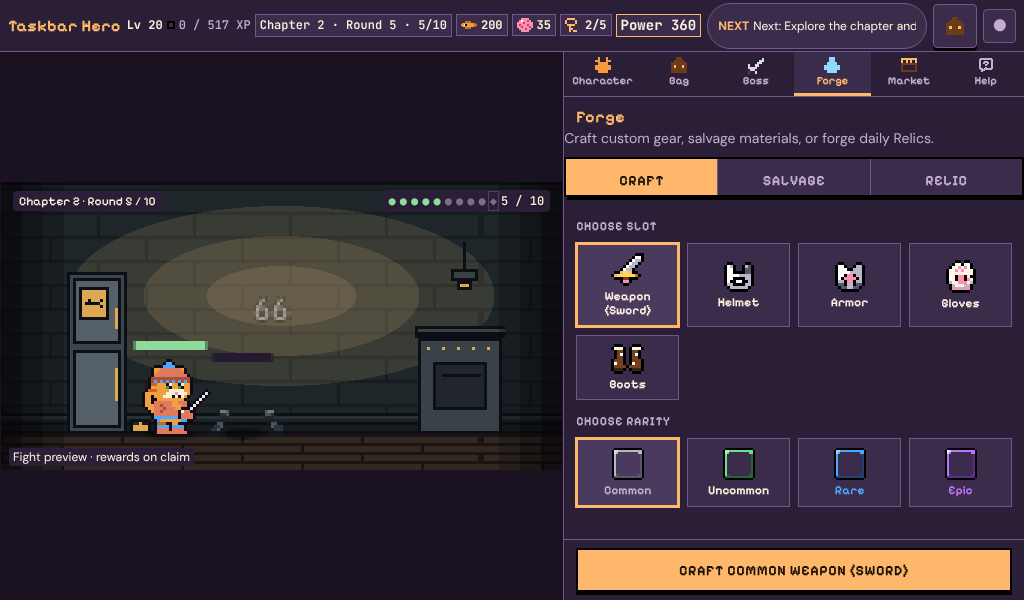 Taskbar Hero Lv 20 0 / 517 XP Chapter 2 · Round 5 · 5/10 200 35 2/5 Power 360 NEXT Next: Explore the chapter and
Character Bag Boss Forge Market Help
Forge
Craft custom gear, salvage materials, or forge daily Relics.
CRAFT SALVAGE RELIC
Chapter 2 · Round 5 / 10 5 / 10
CHOOSE SLOT
Weapon (Sword)
Helmet
Armor
Gloves
66
Boots
CHOOSE RARITY
Common Uncommon Rare Epic
Fight preview · rewards on claim
CRAFT COMMON WEAPON (SWORD)